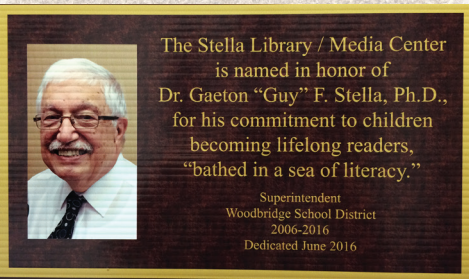 The Stella Library / Media Center
is named in honor of
Dr. Gaeton “Guy” F. Stella, Ph.D.,
for his commitment to children
becoming lifelong readers,
“bathed in a sea of literacy.”
Superintendent
Woodbridge School District
2006-2016
Dedicated June 2016